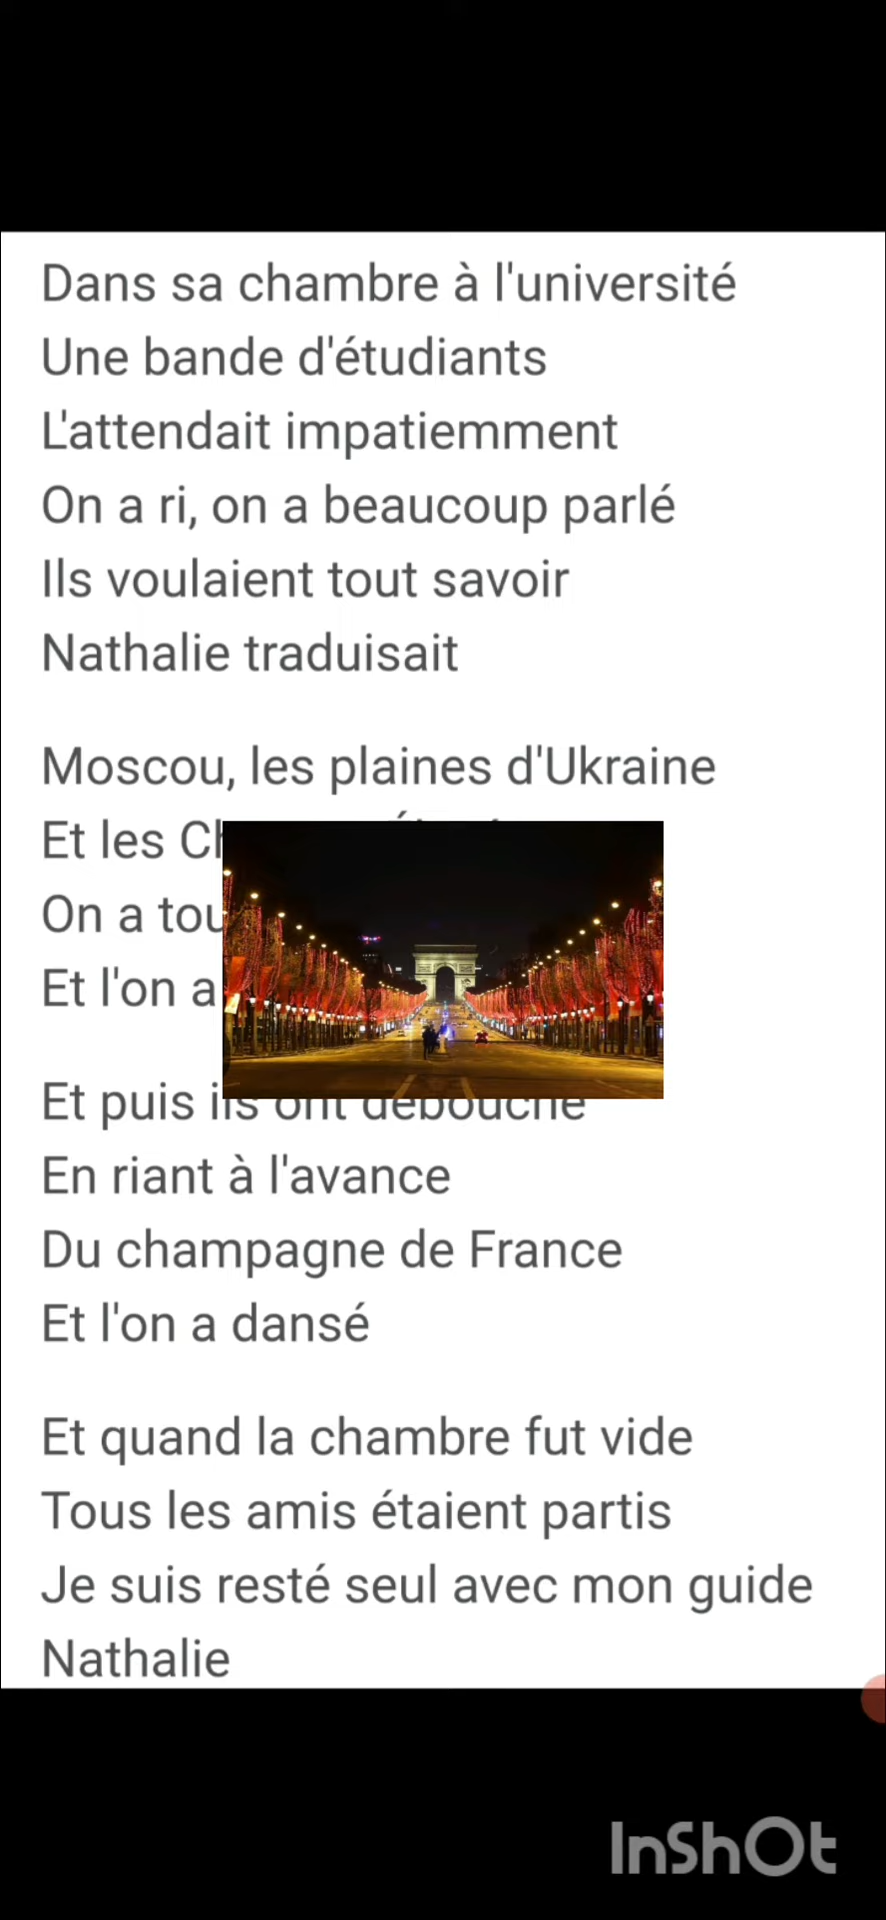 Dans sa chambre à l'université
Une bande d'étudiants
L'attendait impatiemment
On a ri, on a beaucoup parlé
Ils voulaient tout savoir
Nathalie traduisait
Moscou, les plaines d'Ukraine
Et les
On a
Et l'on a
Et puis ils ont débouché
En riant à l'avance
Du champagne de France
Et l'on a dansé
Et quand la chambre fut vide
Tous les amis étaient partis
Je suis resté seul avec mon guide
Nathalie
InShOt